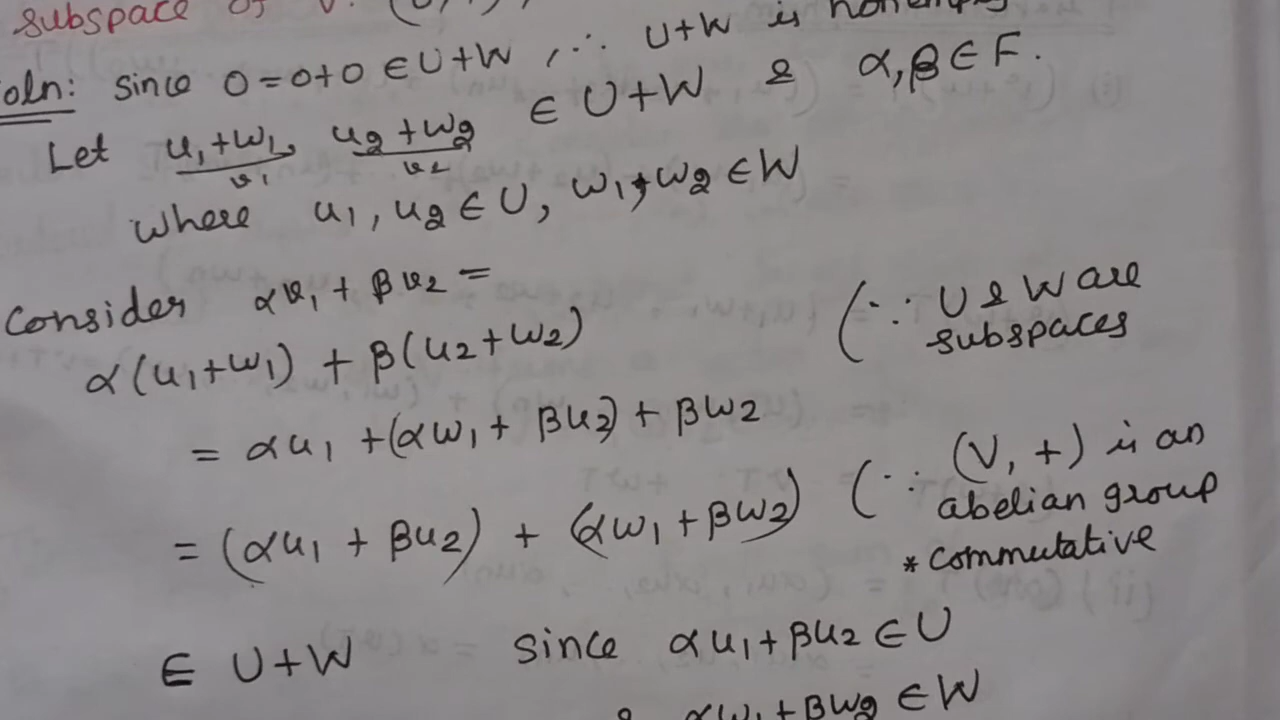 subspace of V.
oln: since 0=0+0 ∈U+W, ∴ U+W is
Let u₁+w₁, u₂+w₂ ∈ U+W & α,β∈F.
v₁ v₂
where u₁, u₂ ∈ U, w₁, w₂ ∈ W
Consider αv₁ + βv₂ =
α(u₁+w₁) + β(u₂+w₂) (∵ U & W are
subspaces
= αu₁ +(αw₁ + βu₂) + βw₂
= (αu₁ + βu₂) + (αw₁ + βw₂) (∵ (V, +) is an
abelian group
* commutative
∈ U+W since αu₁+βu₂ ∈U
& αw₁+βw₂ ∈W